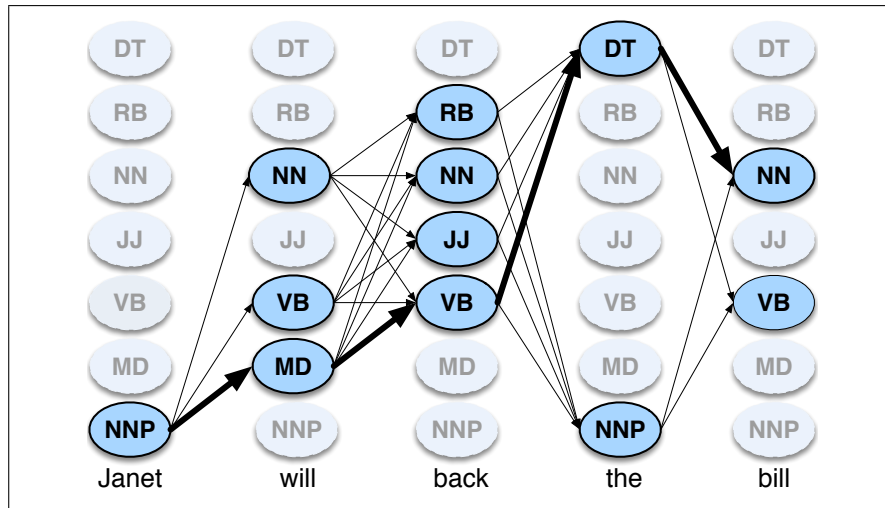 DT DT DT DT DT
RB RB RB RB RB
NN NN NN NN NN
JJ JJ JJ JJ JJ
VB VB VB VB VB
MD MD MD MD MD
NNP NNP NNP NNP NNP
Janet will back the bill